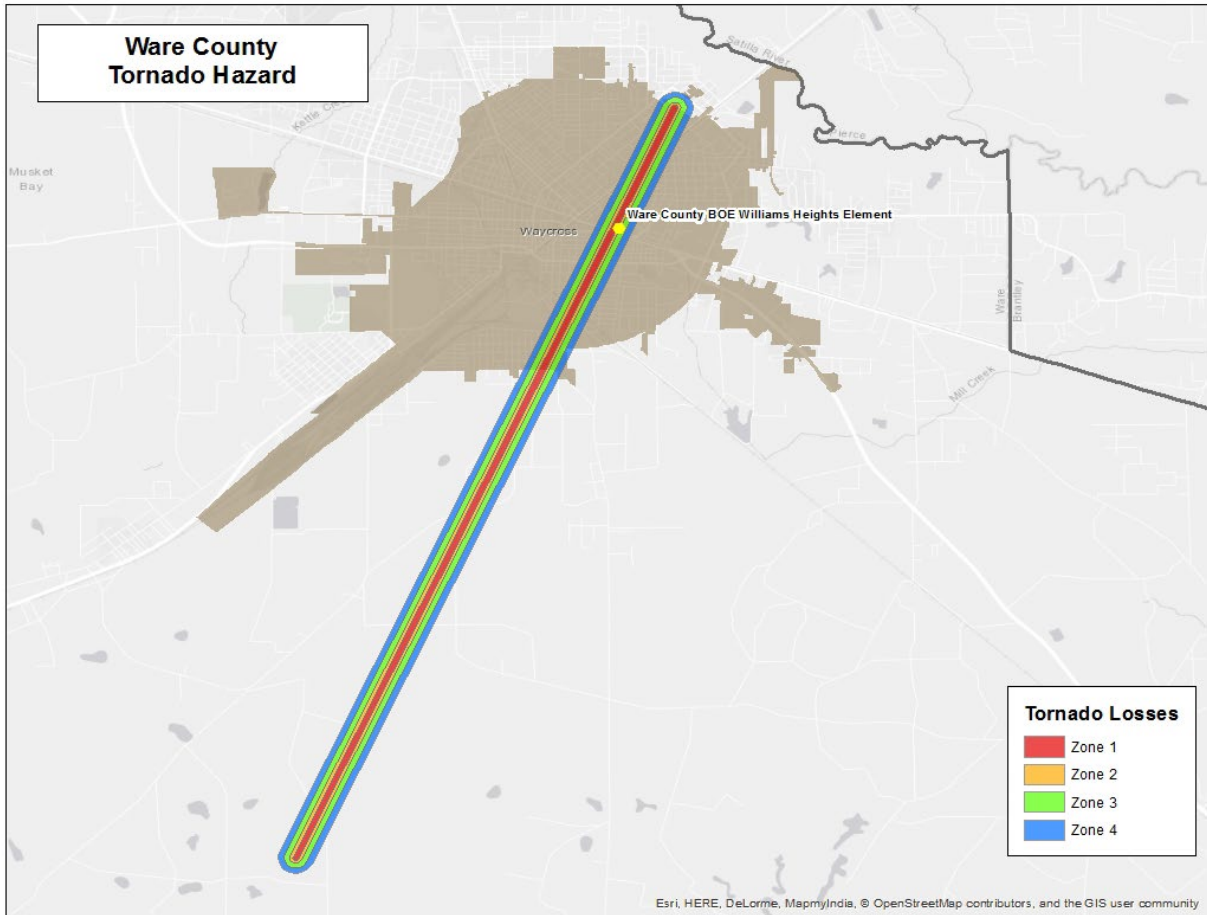 Ware County
Tornado Hazard
Satilla River
Kettle Creek
Pierce
Musket
Bay
Ware County BOE Williams Heights Element
Waycross
Ware
Brantley
Mill Creek
Tornado Losses
Zone 1
Zone 2
Zone 3
Zone 4
Esri, HERE, DeLorme, MapmyIndia, © OpenStreetMap contributors, and the GIS user community